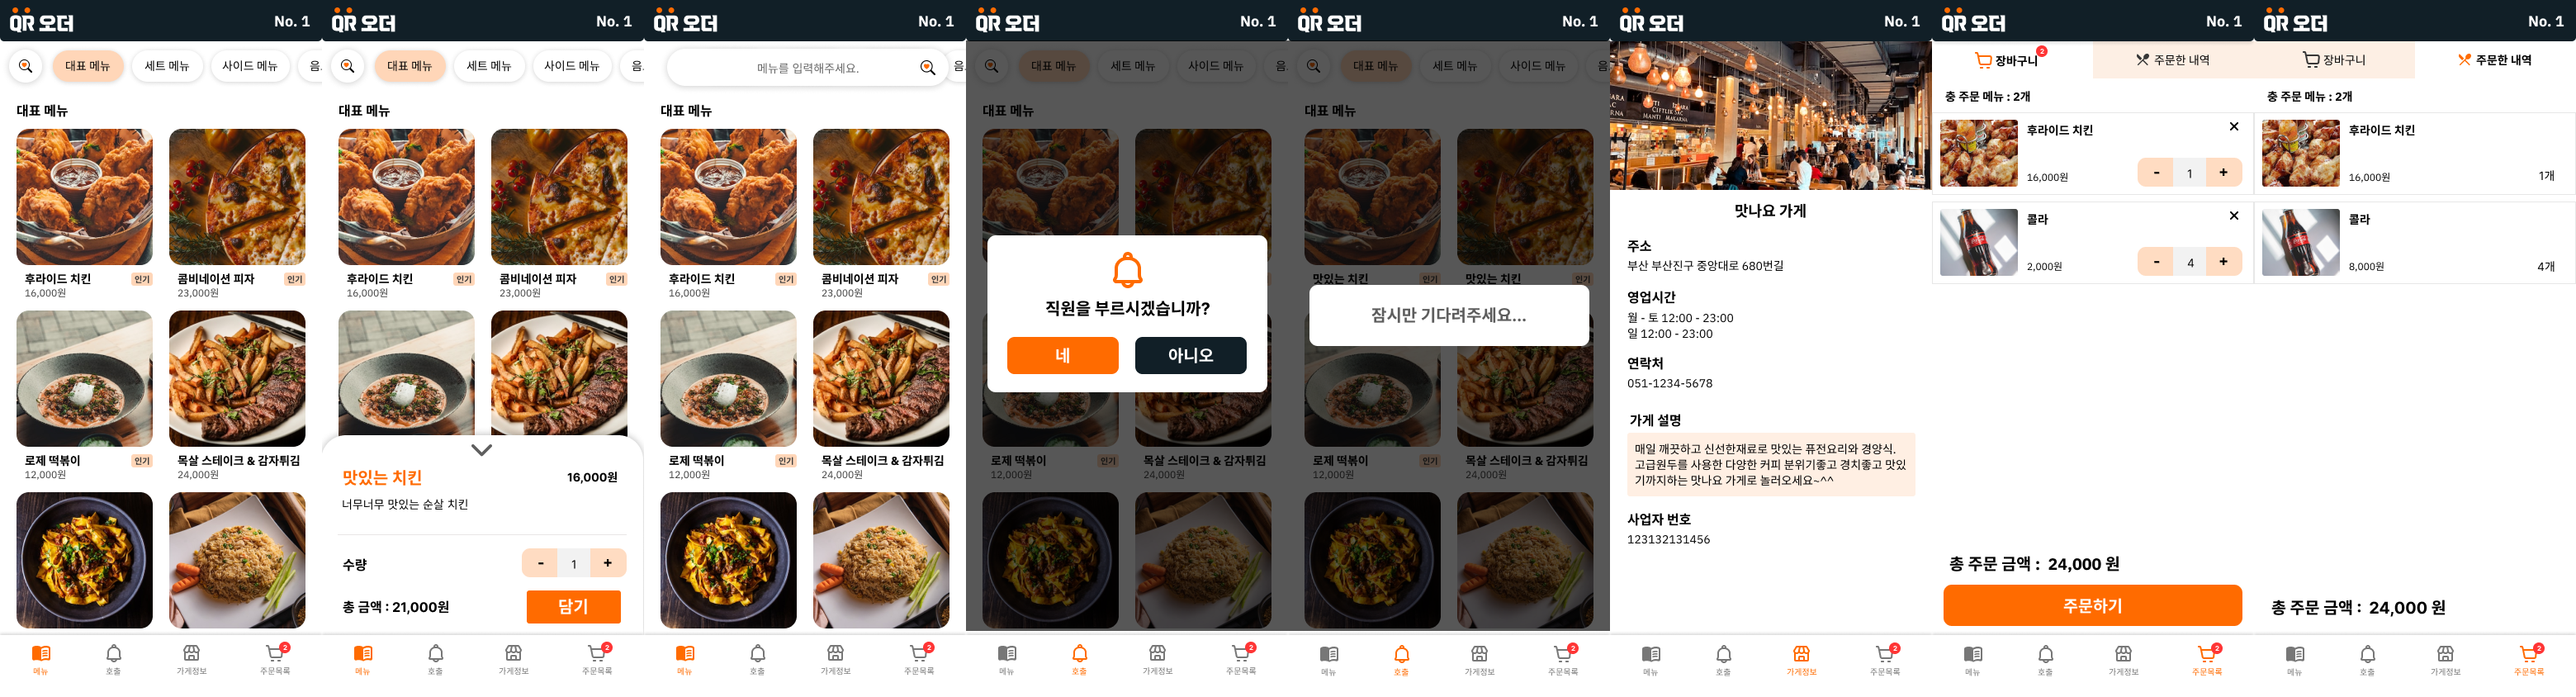 QR 오더
No. 1
대표 메뉴
세트 메뉴
사이드 메뉴
음
대표 메뉴
후라이드 치킨
인기
16,000원
콤비네이션 피자
인기
23,000원
로제 떡볶이
인기
12,000원
목살 스테이크 & 감자튀김
24,000원
메뉴
호출
가게정보
주문목록
2
QR 오더
No. 1
대표 메뉴
세트 메뉴
사이드 메뉴
음
대표 메뉴
후라이드 치킨
인기
16,000원
콤비네이션 피자
인기
23,000원
맛있는 치킨
16,000원
너무너무 맛있는 순살 치킨
수량
- 1 +
총 금액 : 21,000원
담기
메뉴
호출
가게정보
주문목록
2
QR 오더
No. 1
메뉴를 입력해주세요.
음
대표 메뉴
후라이드 치킨
인기
16,000원
콤비네이션 피자
인기
23,000원
로제 떡볶이
인기
12,000원
목살 스테이크 & 감자튀김
24,000원
메뉴
호출
가게정보
주문목록
2
QR 오더
No. 1
대표 메뉴
세트 메뉴
사이드 메뉴
음
대표 메뉴
직원을 부르시겠습니까?
네
아니오
로제 떡볶이
인기
12,000원
목살 스테이크 & 감자튀김
24,000원
메뉴
호출
가게정보
주문목록
2
QR 오더
No. 1
대표 메뉴
세트 메뉴
사이드 메뉴
음
대표 메뉴
맛있는 치킨
인기
맛있는 치킨
인기
잠시만 기다려주세요...
로제 떡볶이
인기
12,000원
목살 스테이크 & 감자튀김
24,000원
메뉴
호출
가게정보
주문목록
2
QR 오더
No. 1
맛나요 가게
주소
부산 부산진구 중앙대로 680번길
영업시간
월 - 토 12:00 - 23:00
일 12:00 - 23:00
연락처
051-1234-5678
가게 설명
매일 깨끗하고 신선한재료로 맛있는 퓨전요리와 경양식.
고급원두를 사용한 다양한 커피 분위기좋고 경치좋고 맛있
기까지하는 맛나요 가게로 놀러오세요~^^
사업자 번호
123132131456
메뉴
호출
가게정보
주문목록
2
QR 오더
No. 1
장바구니
2
주문한 내역
총 주문 메뉴 : 2개
후라이드 치킨
16,000원
- 1 +
콜라
2,000원
- 4 +
총 주문 금액 : 24,000 원
주문하기
메뉴
호출
가게정보
주문목록
2
QR 오더
No. 1
장바구니
주문한 내역
총 주문 메뉴 : 2개
후라이드 치킨
16,000원
1개
콜라
8,000원
4개
총 주문 금액 : 24,000 원
메뉴
호출
가게정보
주문목록
2